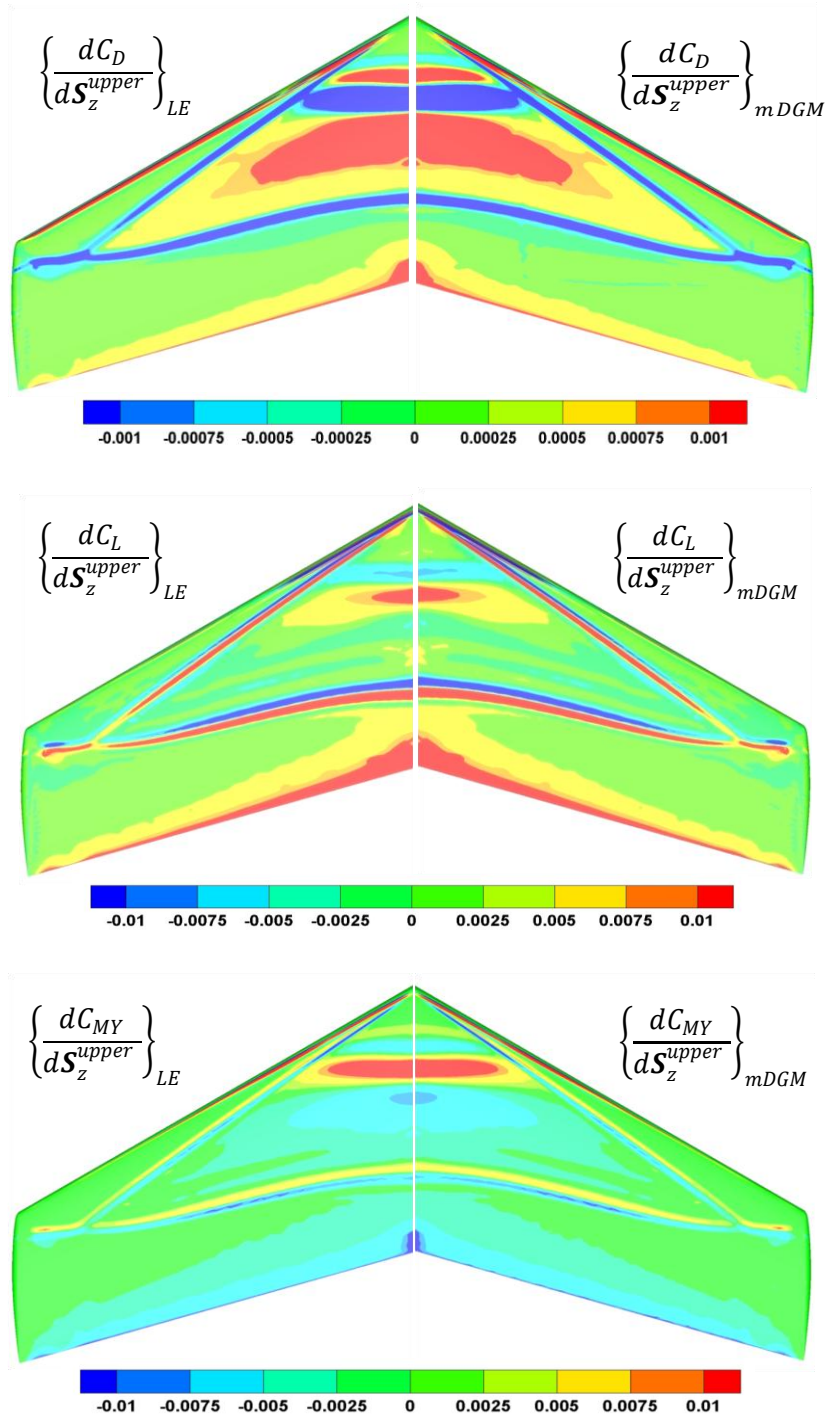 {dC_D/dS_z^upper}_LE {dC_D/dS_z^upper}_mDGM
-0.001 -0.00075 -0.0005 -0.00025 0 0.00025 0.0005 0.00075 0.001
{dC_L/dS_z^upper}_LE {dC_L/dS_z^upper}_mDGM
-0.01 -0.0075 -0.005 -0.0025 0 0.0025 0.005 0.0075 0.01
{dC_MY/dS_z^upper}_LE {dC_MY/dS_z^upper}_mDGM
-0.01 -0.0075 -0.005 -0.0025 0 0.0025 0.005 0.0075 0.01